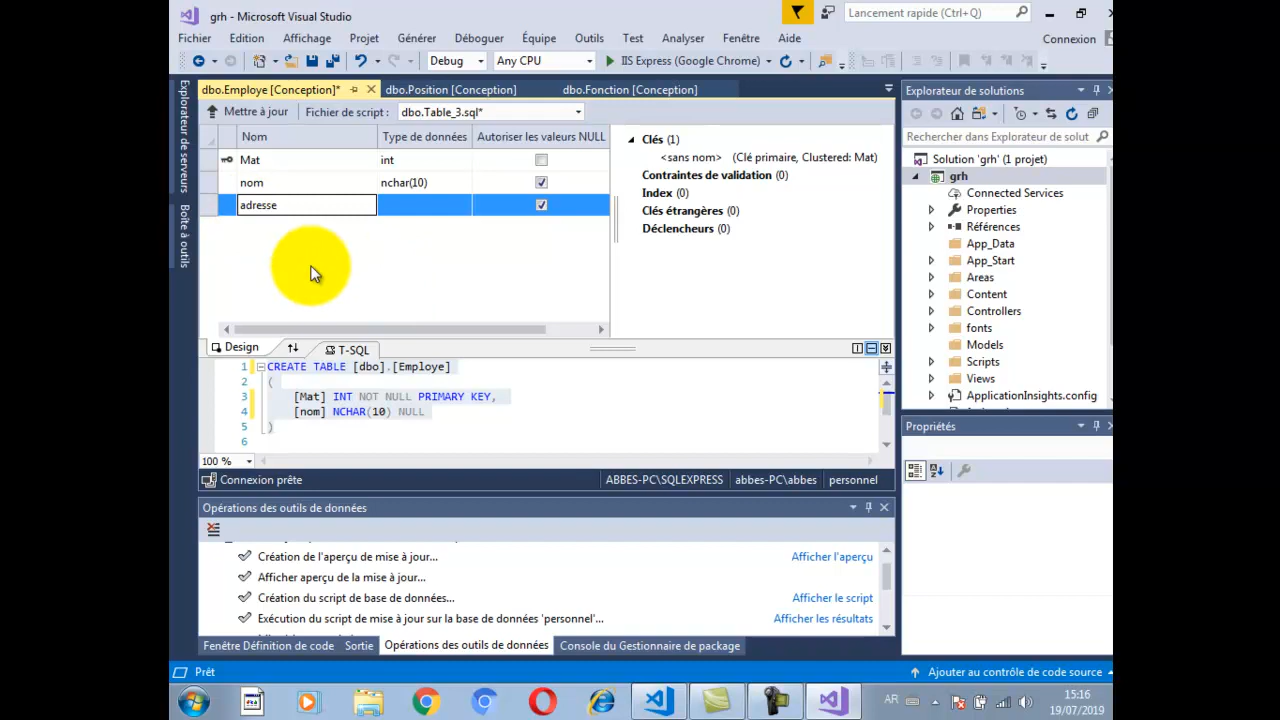 grh - Microsoft Visual Studio
Lancement rapide (Ctrl+Q)
Fichier Edition Affichage Projet Générer Déboguer Équipe Outils Test Analyser Fenêtre Aide
Connexion
Debug Any CPU IIS Express (Google Chrome)
Explorateur de serveurs
Boîte à outils
dbo.Employe [Conception]* dbo.Position [Conception] dbo.Fonction [Conception]
Mettre à jour Fichier de script : dbo.Table_3.sql*
Nom Type de données Autoriser les valeurs NULL
Mat int
nom nchar(10)
adresse
Clés (1)
<sans nom> (Clé primaire, Clustered: Mat)
Contraintes de validation (0)
Index (0)
Clés étrangères (0)
Déclencheurs (0)
Design T-SQL
1 CREATE TABLE [dbo].[Employe]
2 (
3 [Mat] INT NOT NULL PRIMARY KEY,
4 [nom] NCHAR(10) NULL
5 )
6
100 %
Connexion prête ABBES-PC\SQLEXPRESS abbes-PC\abbes personnel
Opérations des outils de données
Création de l'aperçu de mise à jour... Afficher l'aperçu
Afficher aperçu de la mise à jour...
Création du script de base de données... Afficher le script
Exécution du script de mise à jour sur la base de données 'personnel'... Afficher les résultats
Fenêtre Définition de code Sortie Opérations des outils de données Console du Gestionnaire de package
Explorateur de solutions
Rechercher dans Explorateur de solut
Solution 'grh' (1 projet)
grh
Connected Services
Properties
Références
App_Data
App_Start
Areas
Content
Controllers
fonts
Models
Scripts
Views
ApplicationInsights.config
Propriétés
Prêt Ajouter au contrôle de code source
AR
15:16
19/07/2019